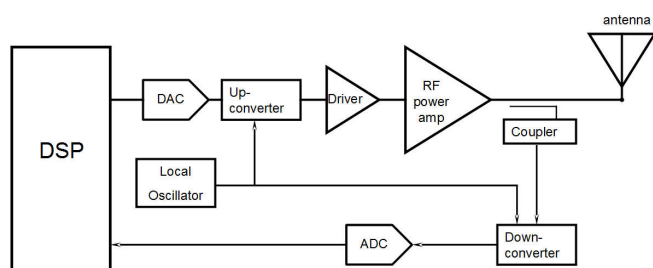 antenna
DSP
DAC
Up-
converter
Driver
RF
power
amp
Coupler
Local
Oscillator
ADC
Down-
converter